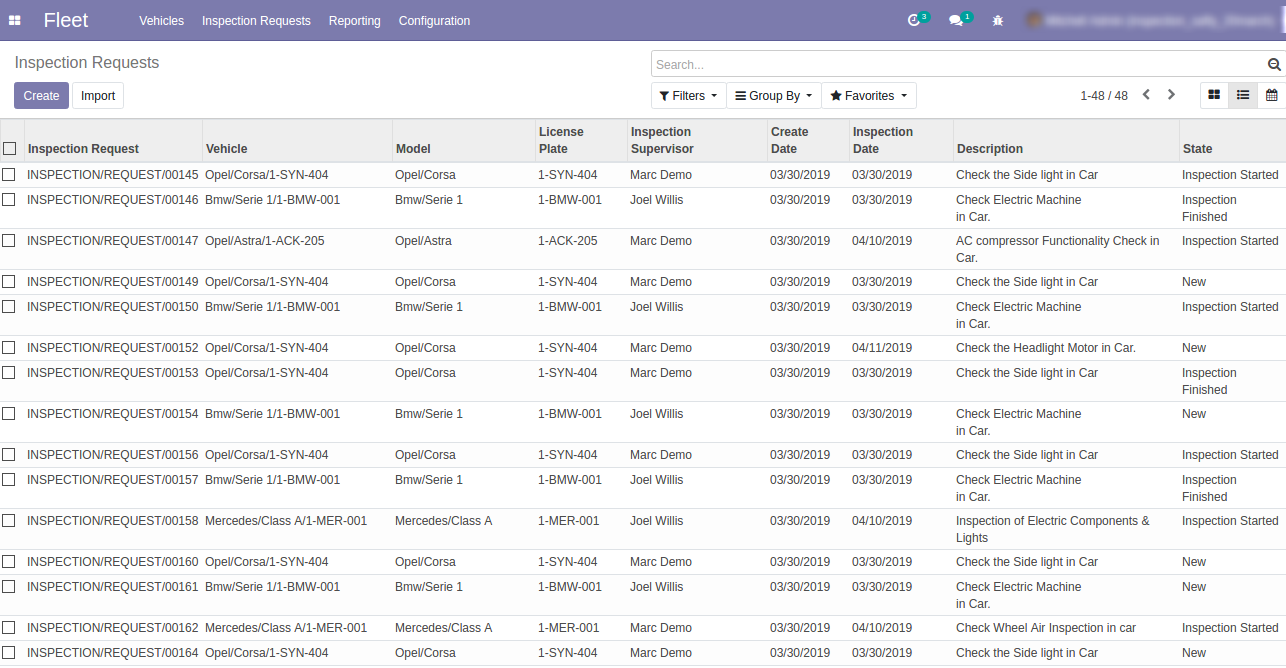 Fleet Vehicles Inspection Requests Reporting Configuration 3 1
Inspection Requests
Search...
Create Import Filters Group By Favorites 1-48 / 48
Inspection Request Vehicle Model License Plate Inspection Supervisor Create Date Inspection Date Description State
INSPECTION/REQUEST/00145 Opel/Corsa/1-SYN-404 Opel/Corsa 1-SYN-404 Marc Demo 03/30/2019 03/30/2019 Check the Side light in Car Inspection Started
INSPECTION/REQUEST/00146 Bmw/Serie 1/1-BMW-001 Bmw/Serie 1 1-BMW-001 Joel Willis 03/30/2019 03/30/2019 Check Electric Machine in Car. Inspection Finished
INSPECTION/REQUEST/00147 Opel/Astra/1-ACK-205 Opel/Astra 1-ACK-205 Marc Demo 03/30/2019 04/10/2019 AC compressor Functionality Check in Car. Inspection Started
INSPECTION/REQUEST/00149 Opel/Corsa/1-SYN-404 Opel/Corsa 1-SYN-404 Marc Demo 03/30/2019 03/30/2019 Check the Side light in Car New
INSPECTION/REQUEST/00150 Bmw/Serie 1/1-BMW-001 Bmw/Serie 1 1-BMW-001 Joel Willis 03/30/2019 03/30/2019 Check Electric Machine in Car. Inspection Started
INSPECTION/REQUEST/00152 Opel/Corsa/1-SYN-404 Opel/Corsa 1-SYN-404 Marc Demo 03/30/2019 04/11/2019 Check the Headlight Motor in Car. New
INSPECTION/REQUEST/00153 Opel/Corsa/1-SYN-404 Opel/Corsa 1-SYN-404 Marc Demo 03/30/2019 03/30/2019 Check the Side light in Car Inspection Finished
INSPECTION/REQUEST/00154 Bmw/Serie 1/1-BMW-001 Bmw/Serie 1 1-BMW-001 Joel Willis 03/30/2019 03/30/2019 Check Electric Machine in Car. New
INSPECTION/REQUEST/00156 Opel/Corsa/1-SYN-404 Opel/Corsa 1-SYN-404 Marc Demo 03/30/2019 03/30/2019 Check the Side light in Car Inspection Started
INSPECTION/REQUEST/00157 Bmw/Serie 1/1-BMW-001 Bmw/Serie 1 1-BMW-001 Joel Willis 03/30/2019 03/30/2019 Check Electric Machine in Car. Inspection Finished
INSPECTION/REQUEST/00158 Mercedes/Class A/1-MER-001 Mercedes/Class A 1-MER-001 Joel Willis 03/30/2019 04/10/2019 Inspection of Electric Components & Lights Inspection Started
INSPECTION/REQUEST/00160 Opel/Corsa/1-SYN-404 Opel/Corsa 1-SYN-404 Marc Demo 03/30/2019 03/30/2019 Check the Side light in Car New
INSPECTION/REQUEST/00161 Bmw/Serie 1/1-BMW-001 Bmw/Serie 1 1-BMW-001 Joel Willis 03/30/2019 03/30/2019 Check Electric Machine in Car. New
INSPECTION/REQUEST/00162 Mercedes/Class A/1-MER-001 Mercedes/Class A 1-MER-001 Marc Demo 03/30/2019 04/10/2019 Check Wheel Air Inspection in car Inspection Started
INSPECTION/REQUEST/00164 Opel/Corsa/1-SYN-404 Opel/Corsa 1-SYN-404 Marc Demo 03/30/2019 03/30/2019 Check the Side light in Car New